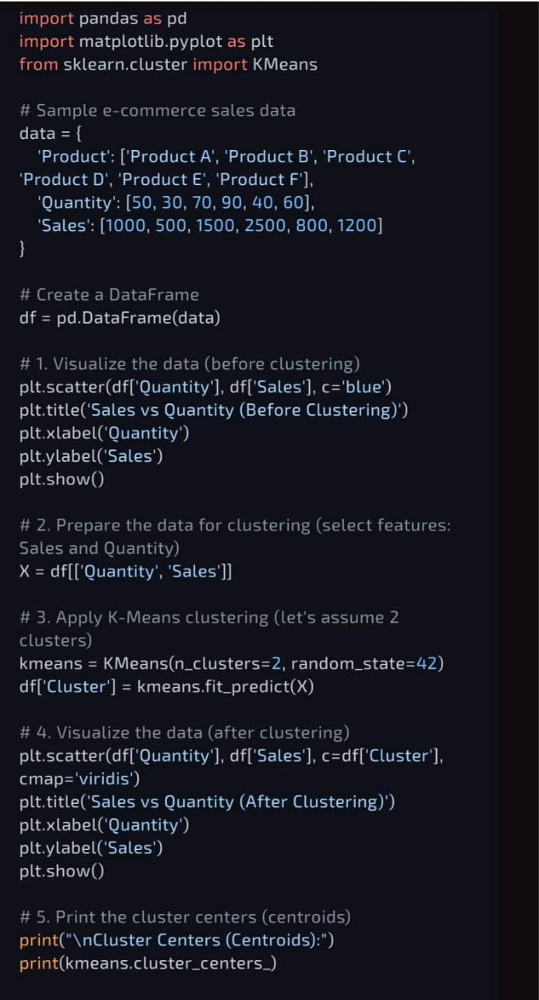 import pandas as pd
import matplotlib.pyplot as plt
from sklearn.cluster import KMeans
# Sample e-commerce sales data
data = {
'Product': ['Product A', 'Product B', 'Product C',
'Product D', 'Product E', 'Product F'],
'Quantity': [50, 30, 70, 90, 40, 60],
'Sales': [1000, 500, 1500, 2500, 800, 1200]
}
# Create a DataFrame
df = pd.DataFrame(data)
# 1. Visualize the data (before clustering)
plt.scatter(df['Quantity'], df['Sales'], c='blue')
plt.title('Sales vs Quantity (Before Clustering)')
plt.xlabel('Quantity')
plt.ylabel('Sales')
plt.show()
# 2. Prepare the data for clustering (select features:
Sales and Quantity)
X = df[['Quantity', 'Sales']]
# 3. Apply K-Means clustering (let's assume 2
clusters)
kmeans = KMeans(n_clusters=2, random_state=42)
df['Cluster'] = kmeans.fit_predict(X)
# 4. Visualize the data (after clustering)
plt.scatter(df['Quantity'], df['Sales'], c=df['Cluster'],
cmap='viridis')
plt.title('Sales vs Quantity (After Clustering)')
plt.xlabel('Quantity')
plt.ylabel('Sales')
plt.show()
# 5. Print the cluster centers (centroids)
print("\nCluster Centers (Centroids):")
print(kmeans.cluster_centers_)